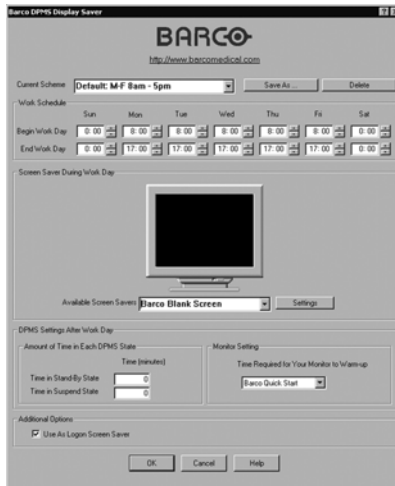 Barco DPMS Display Saver
BARCO
http://www.barcomedical.com
Current Scheme Default: M-F 8am - 5pm Save As ... Delete
Work Schedule
Sun Mon Tue Wed Thu Fri Sat
Begin Work Day 0:00 8:00 8:00 8:00 8:00 8:00 0:00
End Work Day 0:00 17:00 17:00 17:00 17:00 17:00 0:00
Screen Saver During Work Day
Available Screen Savers Barco Blank Screen Settings
DPMS Settings After Work Day
Amount of Time in Each DPMS State
Time (minutes)
Time in Stand-By State 0
Time in Suspend State 0
Monitor Setting
Time Required for Your Monitor to Warm-up
Barco Quick Start
Additional Options
Use As Logon Screen Saver
OK Cancel Help